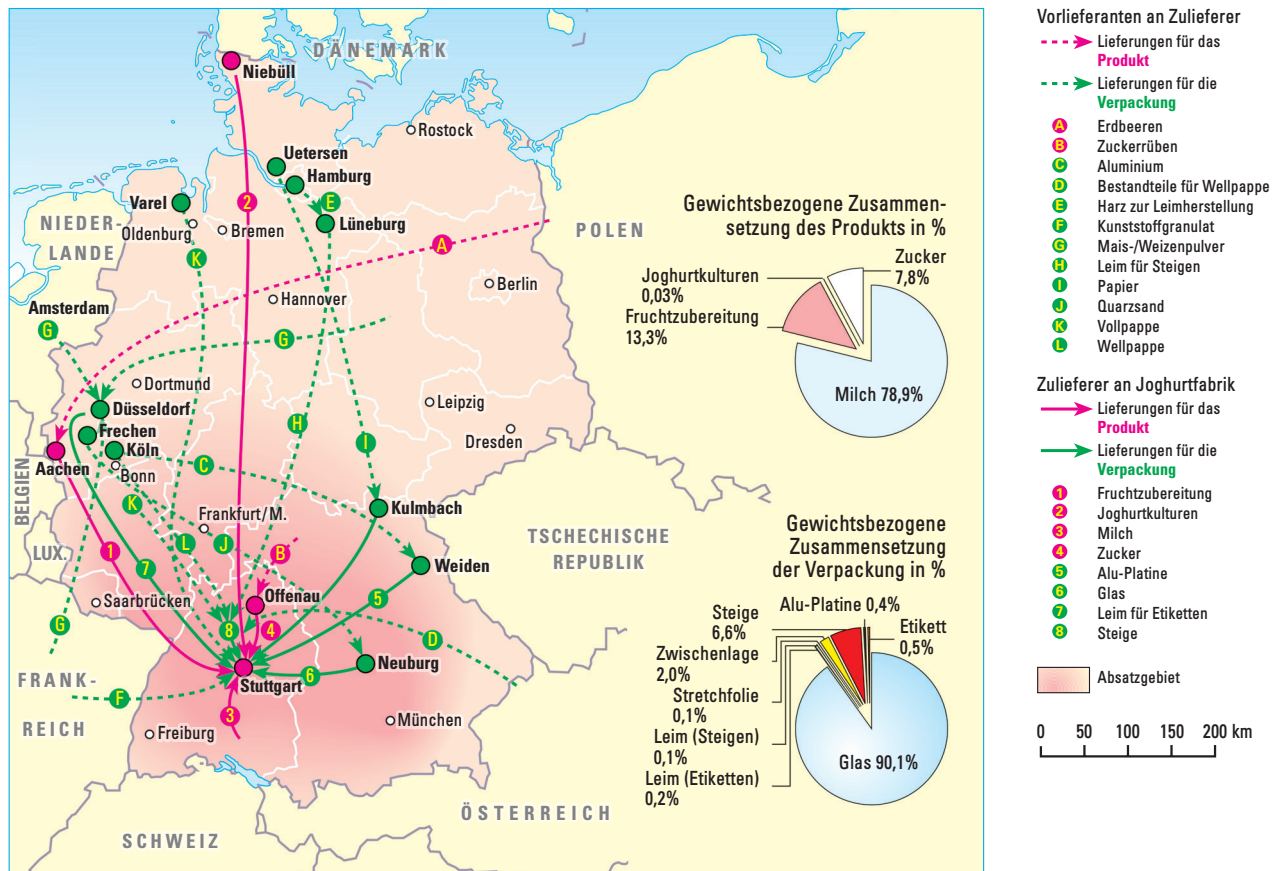 DÄNEMARK
Niebüll
Rostock
Uetersen
Hamburg
Varel
Lüneburg
NIEDER-
LANDE
Oldenburg
Bremen
POLEN
2
E
K
A
Berlin
Hannover
Amsterdam
G
G
Dortmund
Düsseldorf
Leipzig
Frechen
Köln
Dresden
Aachen
Bonn
BELGIEN
H
I
C
K
Frankfurt/M.
Kulmbach
TSCHECHISCHE
REPUBLIK
LUX.
1
L
J
B
7
Weiden
Offenau
5
Saarbrücken
8
4
G
D
Neuburg
Stuttgart
6
FRANK-
REICH
F
3
München
Freiburg
ÖSTERREICH
SCHWEIZ
Gewichtsbezogene Zusammen-
setzung des Produkts in %
Zucker
7,8%
Joghurtkulturen
0,03%
Fruchtzubereitung
13,3%
Milch 78,9%
Gewichtsbezogene
Zusammensetzung
der Verpackung in %
Alu-Platine 0,4%
Steige
6,6%
Etikett
0,5%
Zwischenlage
2,0%
Stretchfolie
0,1%
Leim (Steigen)
0,1%
Leim (Etiketten)
0,2%
Glas 90,1%
Vorlieferanten an Zulieferer
Lieferungen für das
Produkt
Lieferungen für die
Verpackung
A Erdbeeren
B Zuckerrüben
C Aluminium
D Bestandteile für Wellpappe
E Harz zur Leimherstellung
F Kunststoffgranulat
G Mais-/Weizenpulver
H Leim für Steigen
I Papier
J Quarzsand
K Vollpappe
L Wellpappe
Zulieferer an Joghurtfabrik
Lieferungen für das
Produkt
Lieferungen für die
Verpackung
1 Fruchtzubereitung
2 Joghurtkulturen
3 Milch
4 Zucker
5 Alu-Platine
6 Glas
7 Leim für Etiketten
8 Steige
Absatzgebiet
0 50 100 150 200 km